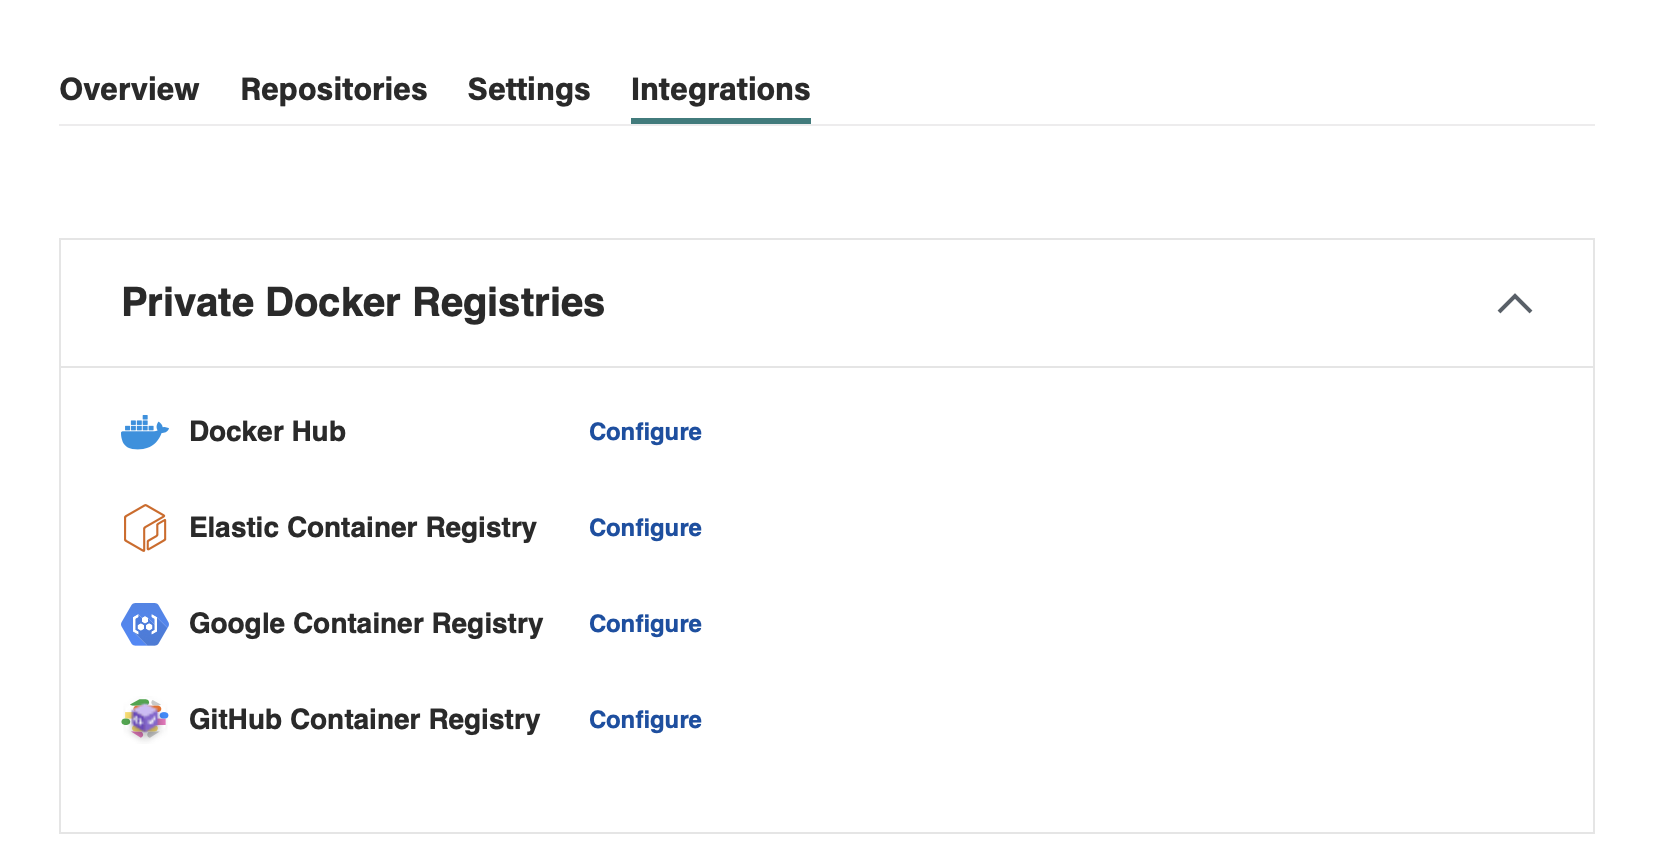 Overview Repositories Settings Integrations
Private Docker Registries
Docker Hub Configure
Elastic Container Registry Configure
Google Container Registry Configure
GitHub Container Registry Configure